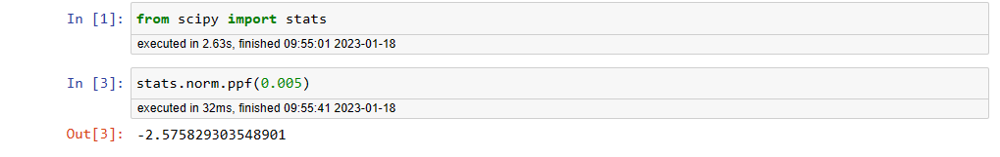 In [1]: from scipy import stats
executed in 2.63s, finished 09:55:01 2023-01-18
In [3]: stats.norm.ppf(0.005)
executed in 32ms, finished 09:55:41 2023-01-18
Out[3]: -2.575829303548901